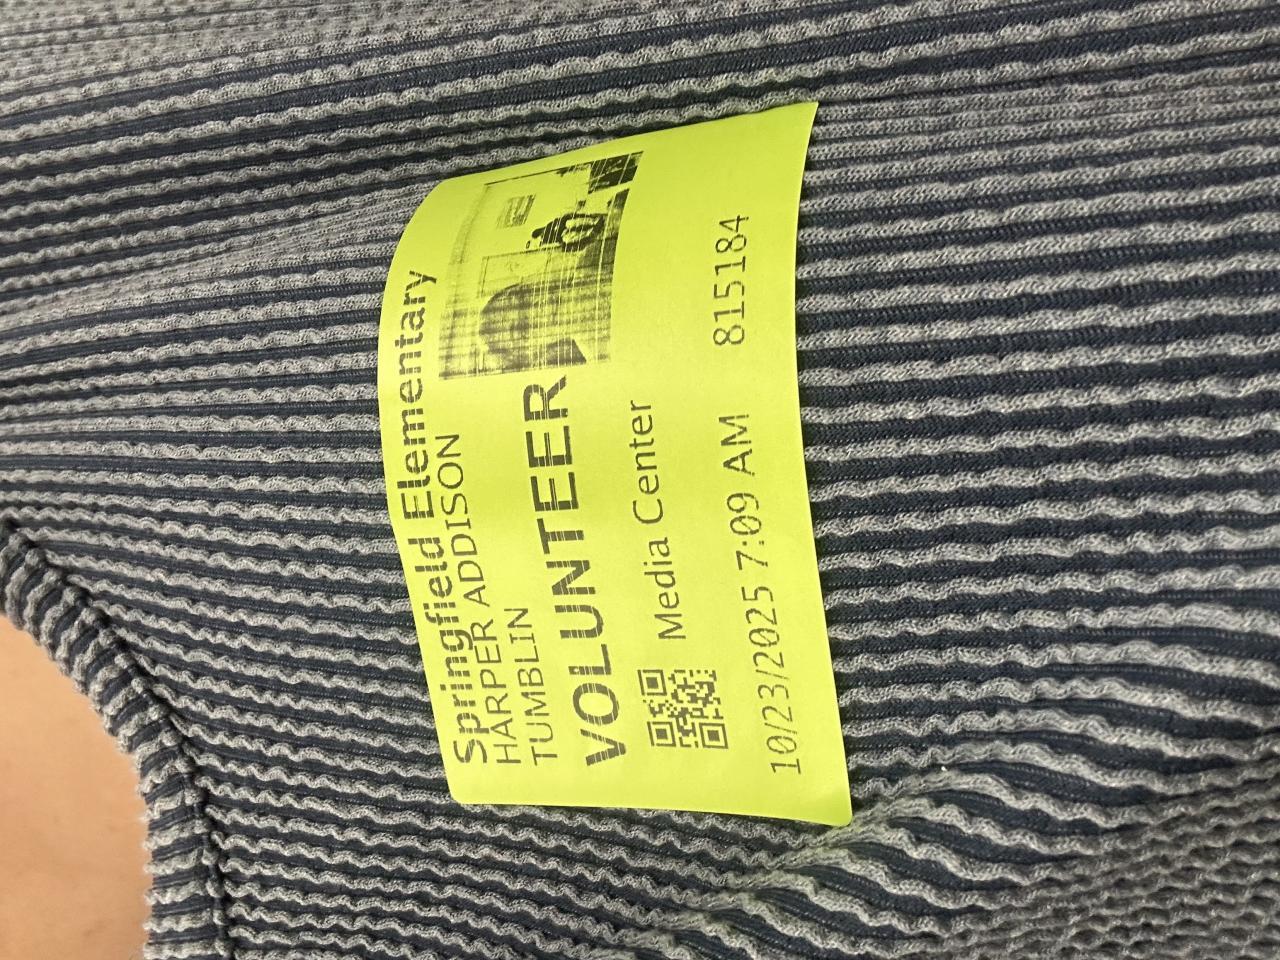 Springfield Elementary
HARPER ADDISON
TUMBLIN
VOLUNTEER
Media Center
10/23/2025 7:09 AM 815184